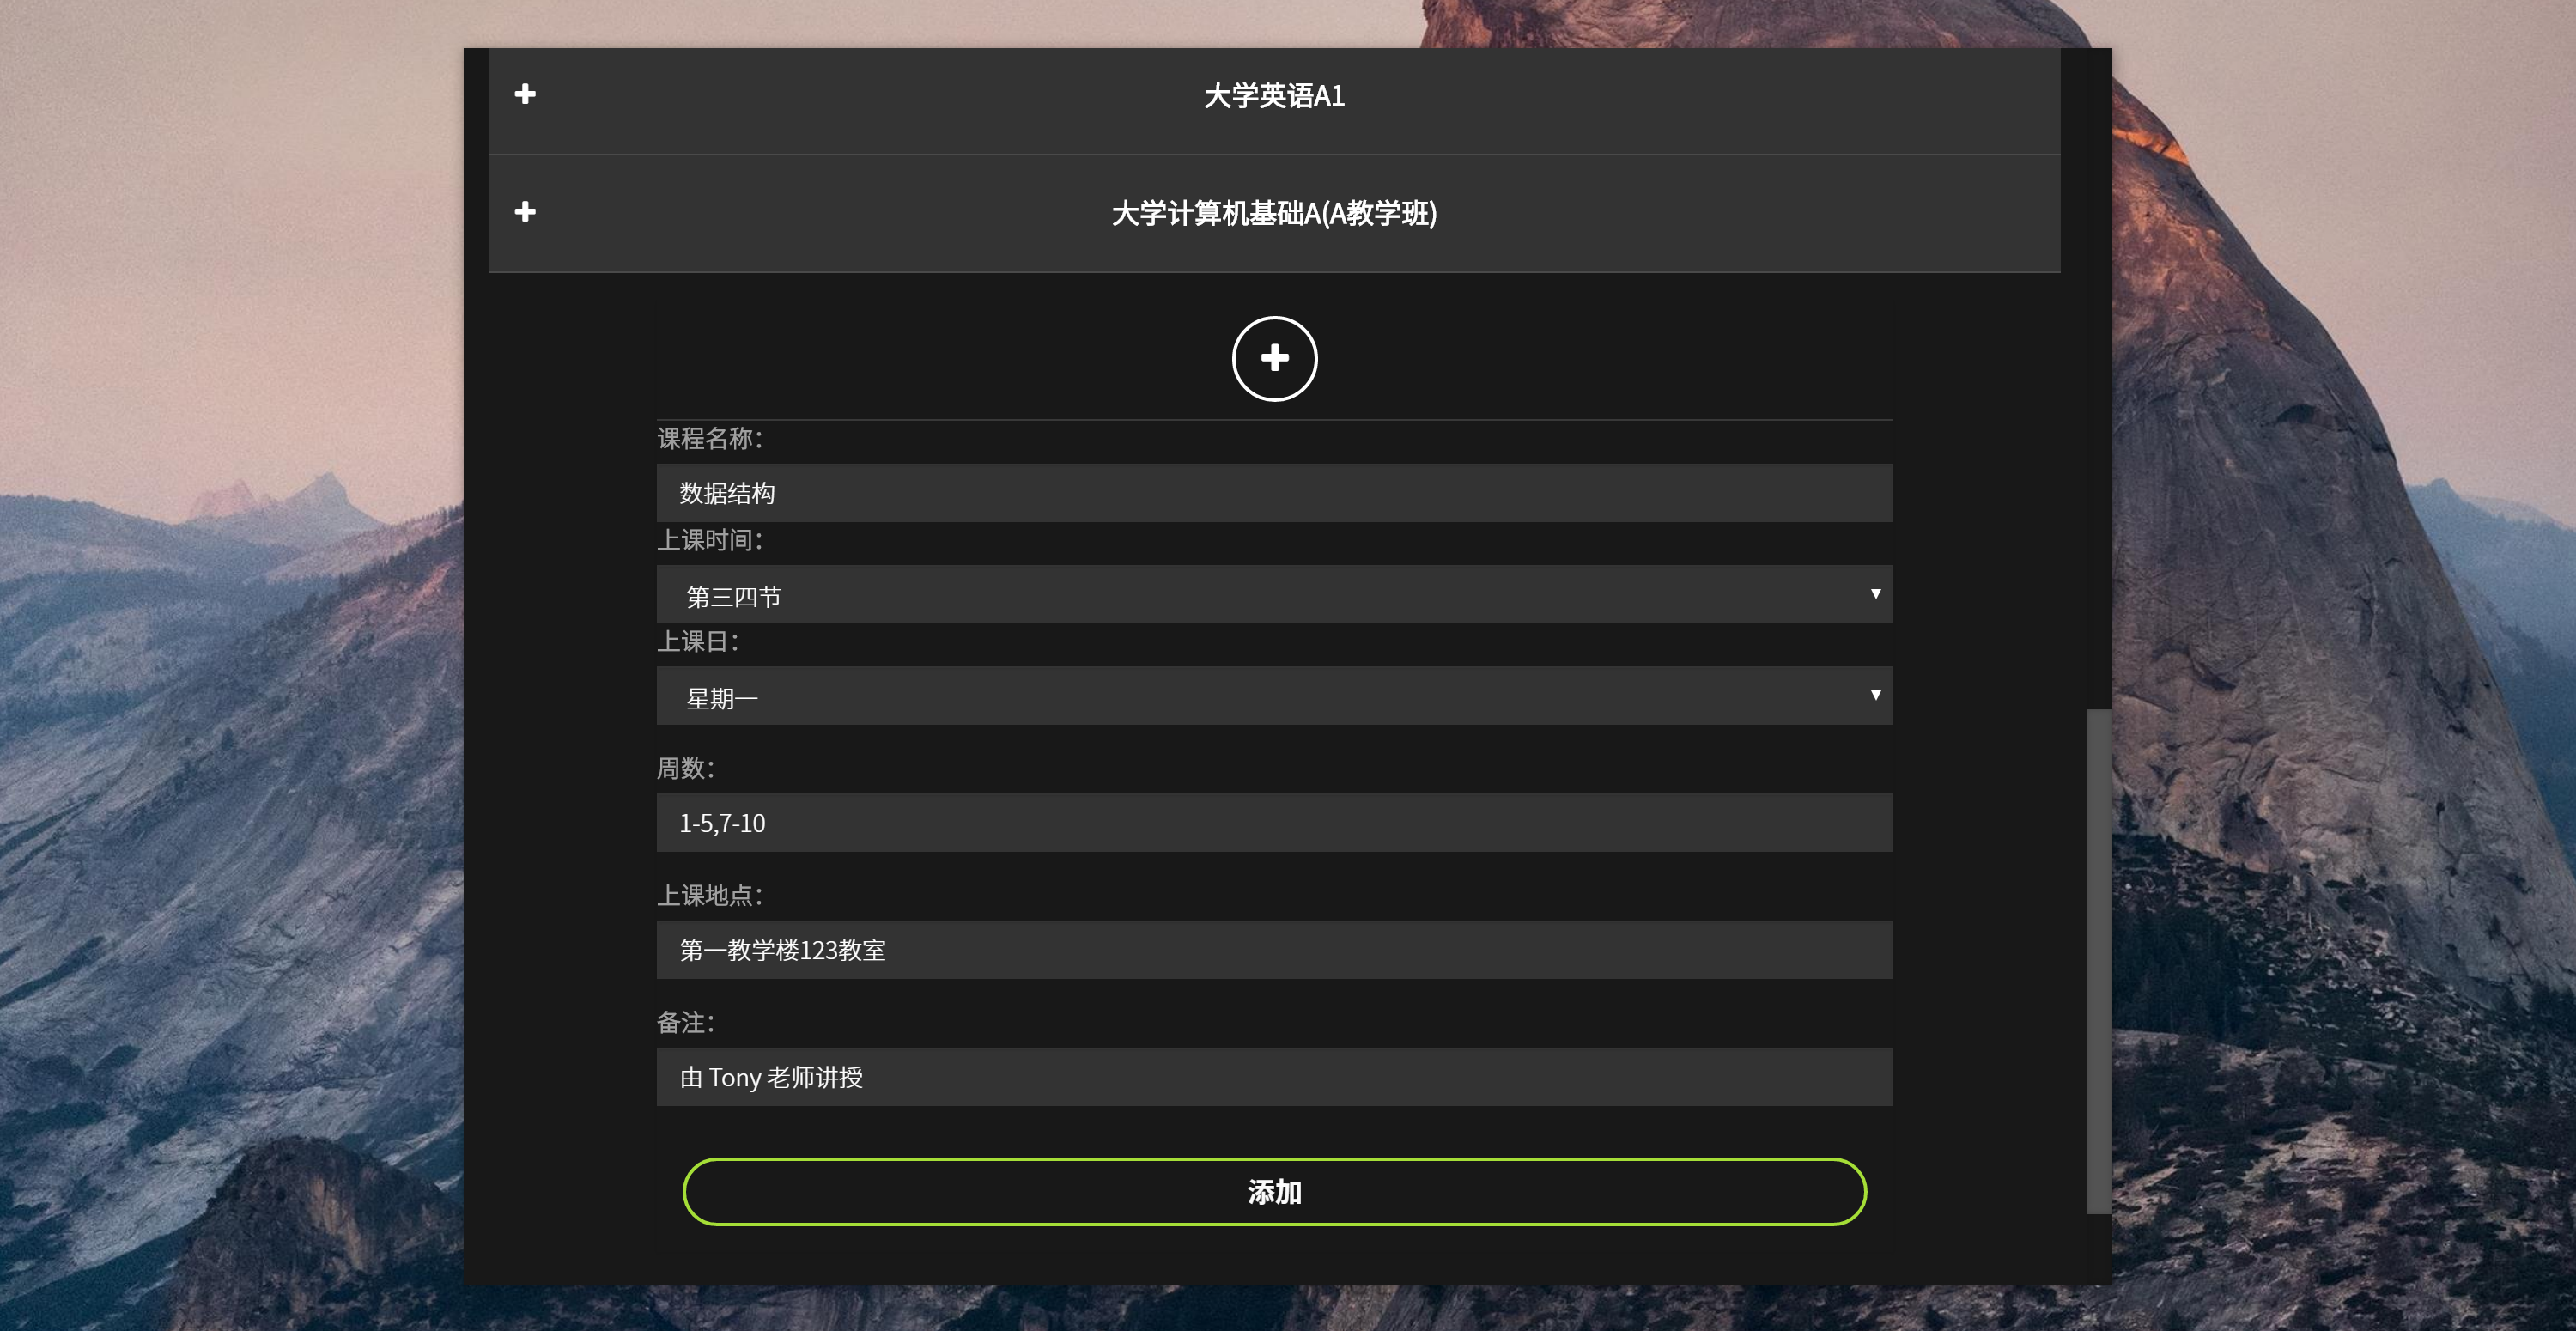 大学英语A1
大学计算机基础A(A教学班)
课程名称：
数据结构
上课时间：
第三四节
上课日：
星期一
周数：
1-5,7-10
上课地点：
第一教学楼123教室
备注：
由 Tony 老师讲授
添加